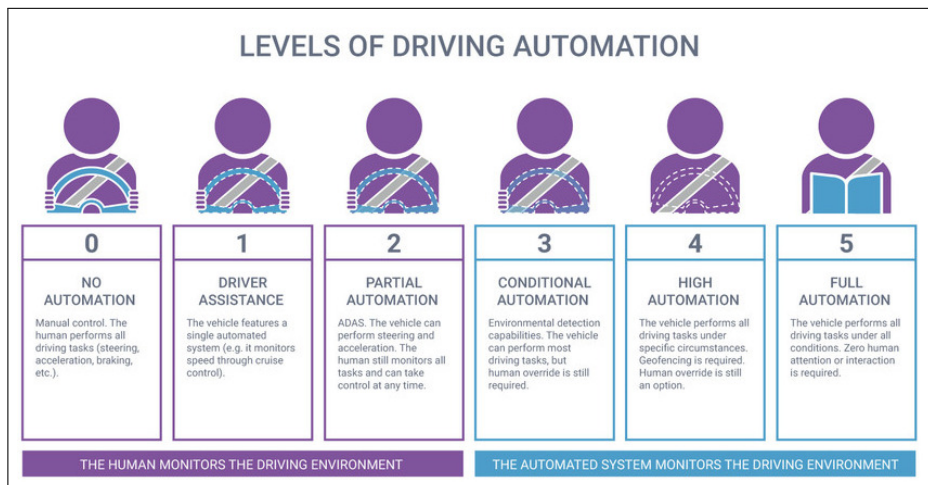 LEVELS OF DRIVING AUTOMATION
0
NO
AUTOMATION
Manual control. The
human performs all
driving tasks (steering,
acceleration, braking,
etc.).
1
DRIVER
ASSISTANCE
The vehicle features a
single automated
system (e.g. it monitors
speed through cruise
control).
2
PARTIAL
AUTOMATION
ADAS. The vehicle can
perform steering and
acceleration. The
human still monitors all
tasks and can take
control at any time.
3
CONDITIONAL
AUTOMATION
Environmental detection
capabilities. The vehicle
can perform most
driving tasks, but
human override is still
required.
4
HIGH
AUTOMATION
The vehicle performs all
driving tasks under
specific circumstances.
Geofencing is required.
Human override is still
an option.
5
FULL
AUTOMATION
The vehicle performs all
driving tasks under all
conditions. Zero human
attention or interaction
is required.
THE HUMAN MONITORS THE DRIVING ENVIRONMENT
THE AUTOMATED SYSTEM MONITORS THE DRIVING ENVIRONMENT